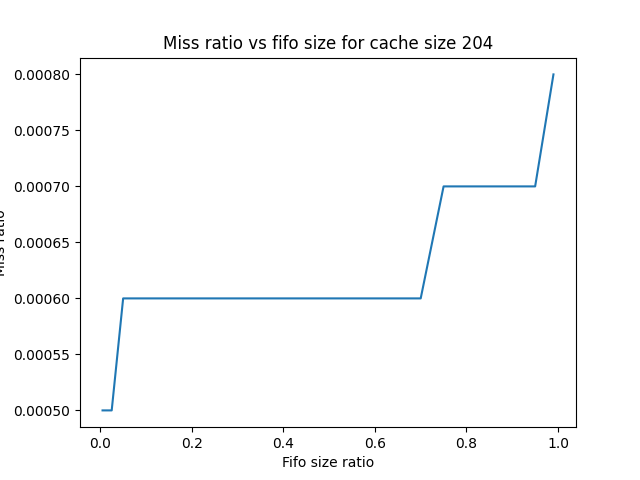 Miss ratio vs fifo size for cache size 204
0.00080
0.00075
0.00070
0.00065
0.00060
0.00055
0.00050
Miss ratio
0.0 0.2 0.4 0.6 0.8 1.0
Fifo size ratio